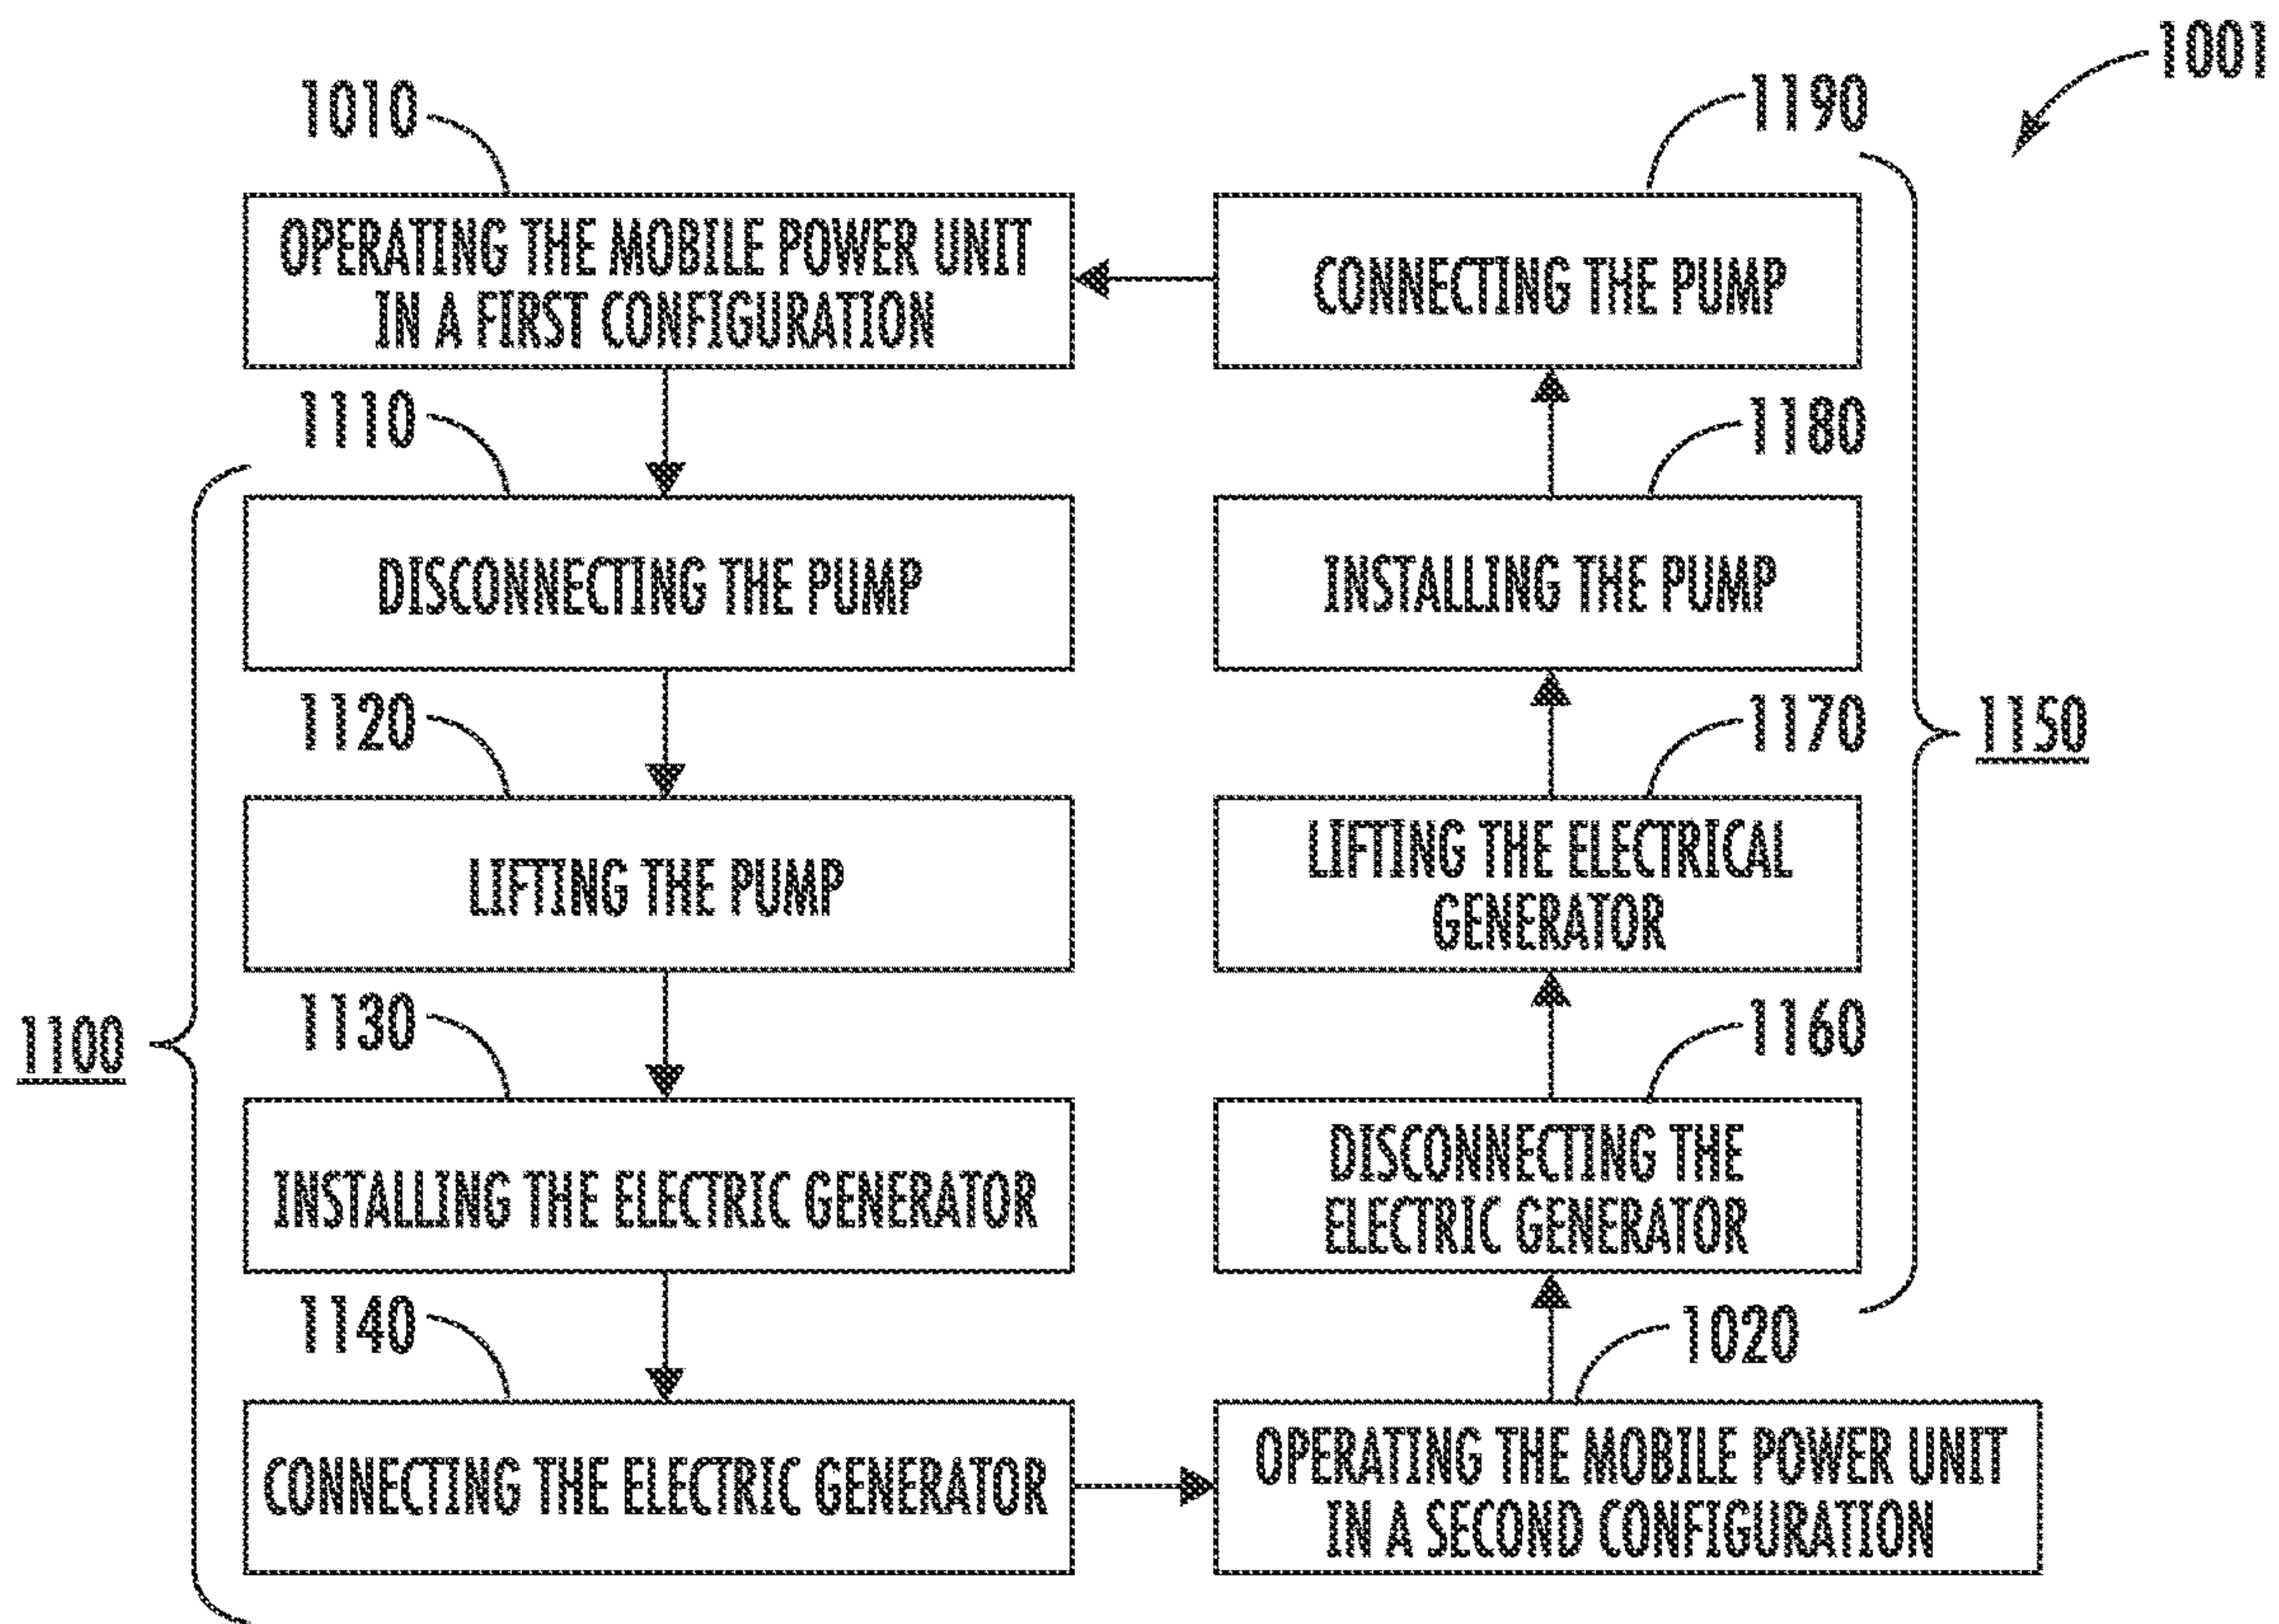 1001
1010
OPERATING THE MOBILE POWER UNIT
IN A FIRST CONFIGURATION
1110
DISCONNECTING THE PUMP
1120
LIFTING THE PUMP
1100
1130
INSTALLING THE ELECTRIC GENERATOR
1140
CONNECTING THE ELECTRIC GENERATOR
1020
OPERATING THE MOBILE POWER UNIT
IN A SECOND CONFIGURATION
1160
DISCONNECTING THE
ELECTRIC GENERATOR
1170
LIFTING THE ELECTRICAL
GENERATOR
1150
1180
INSTALLING THE PUMP
1190
CONNECTING THE PUMP